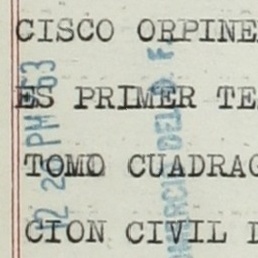 CISCO ORPINE
ES PRIMER TE
TOMO CUADRAG
CION CIVIL D